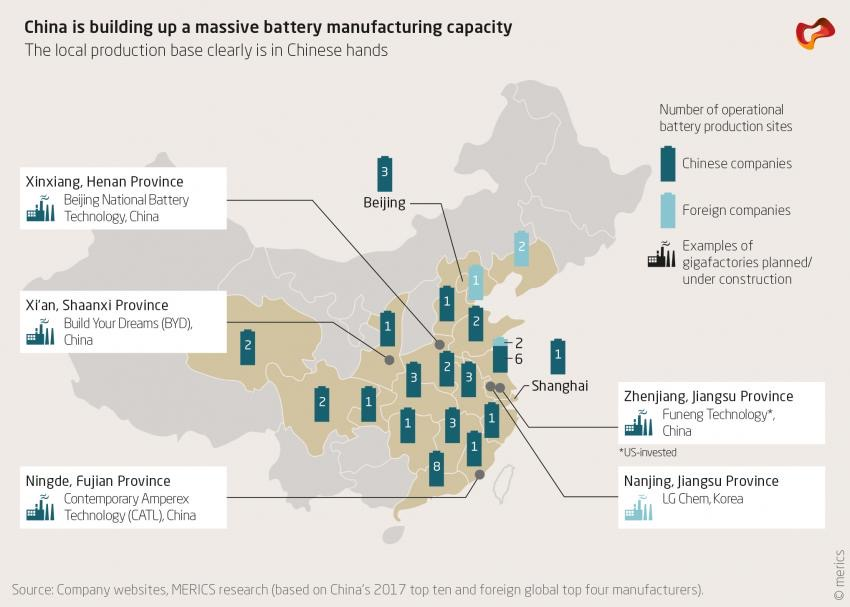 China is building up a massive battery manufacturing capacity
The local production base clearly is in Chinese hands
Number of operational
battery production sites
Chinese companies
Foreign companies
Examples of
gigafactories planned/
under construction
Xinxiang, Henan Province
Beijing National Battery
Technology, China
3
Beijing
2
1
1
2
Xi'an, Shaanxi Province
Build Your Dreams (BYD),
China
1
2
2
6
1
Shanghai
3
2
3
2
1
1
3
1
1
8
Zhenjiang, Jiangsu Province
Funeng Technology*,
China
*US-invested
Ningde, Fujian Province
Contemporary Amperex
Technology (CATL), China
Nanjing, Jiangsu Province
LG Chem, Korea
Source: Company websites, MERICS research (based on China's 2017 top ten and foreign global top four manufacturers).
© merics